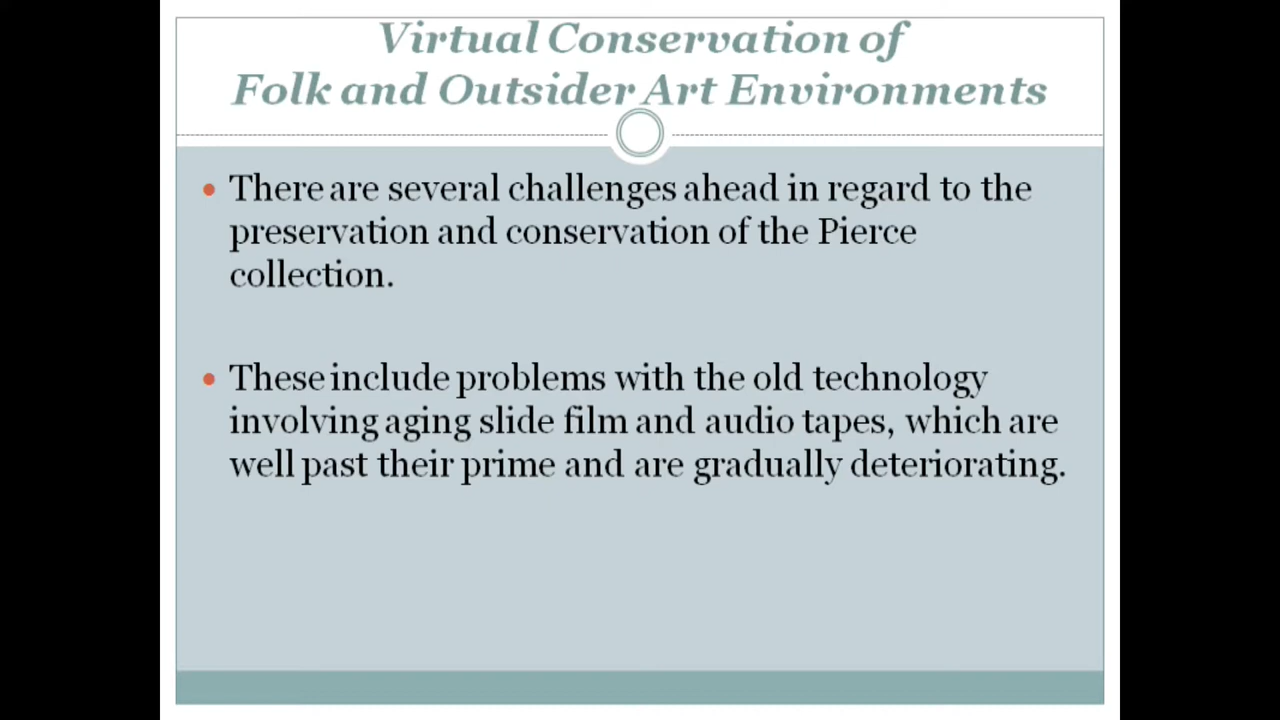 Virtual Conservation of
Folk and Outsider Art Environments
• There are several challenges ahead in regard to the
preservation and conservation of the Pierce
collection.
• These include problems with the old technology
involving aging slide film and audio tapes, which are
well past their prime and are gradually deteriorating.